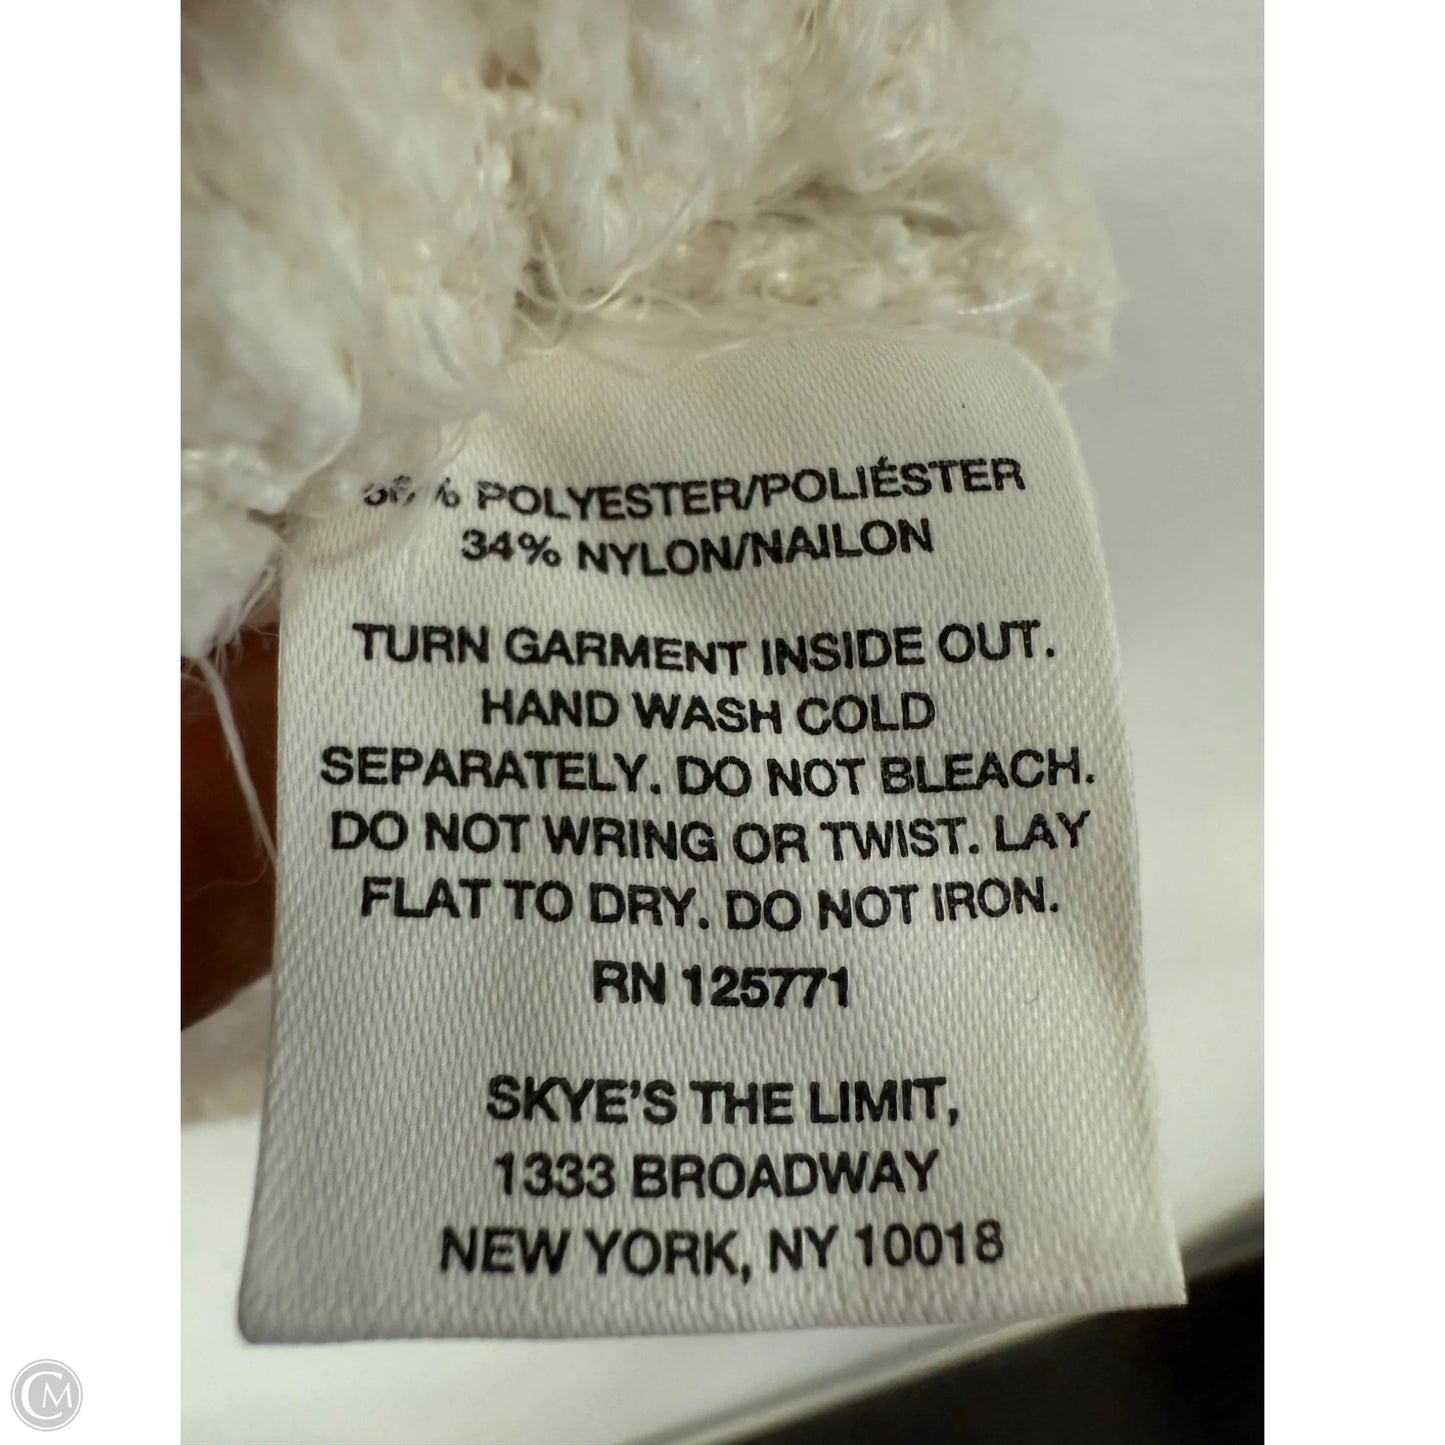 % POLYESTER/POLIÉSTER
34% NYLON/NAILON
TURN GARMENT INSIDE OUT.
HAND WASH COLD
SEPARATELY. DO NOT BLEACH.
DO NOT WRING OR TWIST. LAY
FLAT TO DRY. DO NOT IRON.
RN 125771
SKYE'S THE LIMIT,
1333 BROADWAY
NEW YORK, NY 10018
CM